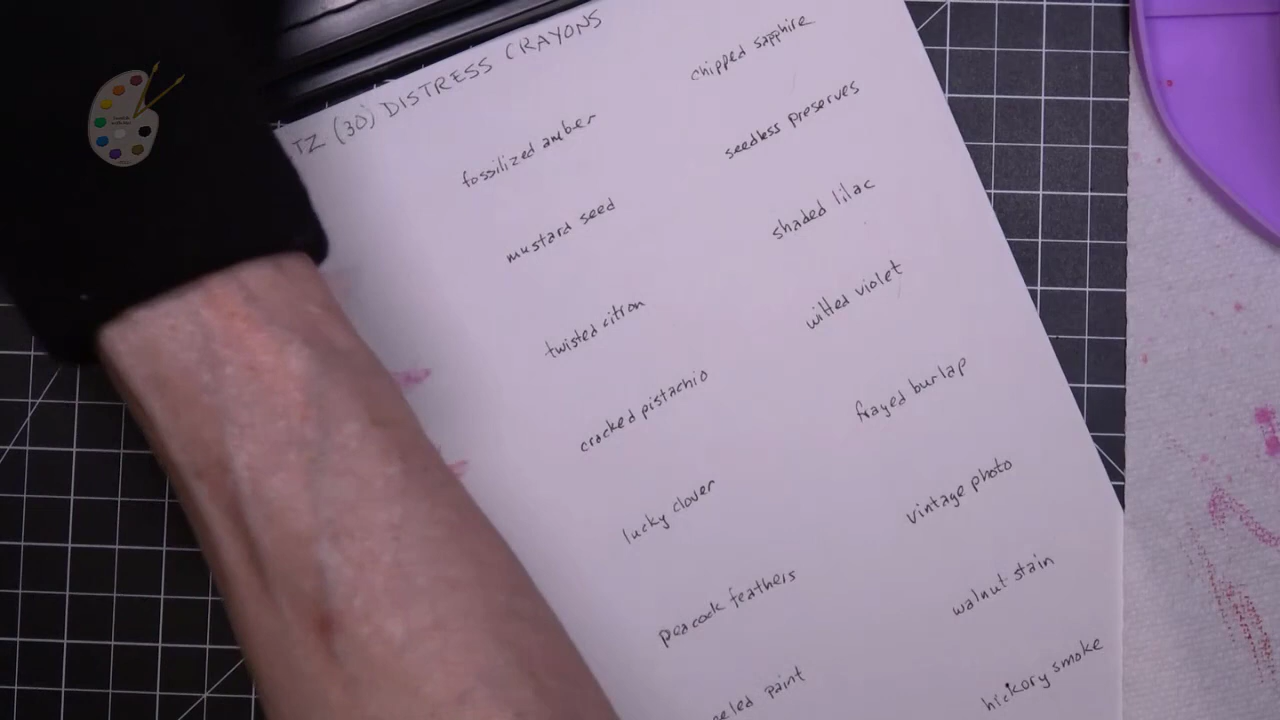 TZ (30) DISTRESS CRAYONS
fossilized amber
mustard seed
twisted citron
cracked pistachio
lucky clover
peacock feathers
paint
chipped sapphire
seedless preserves
shaded lilac
wilted violet
frayed burlap
vintage photo
walnut stain
hickory smoke